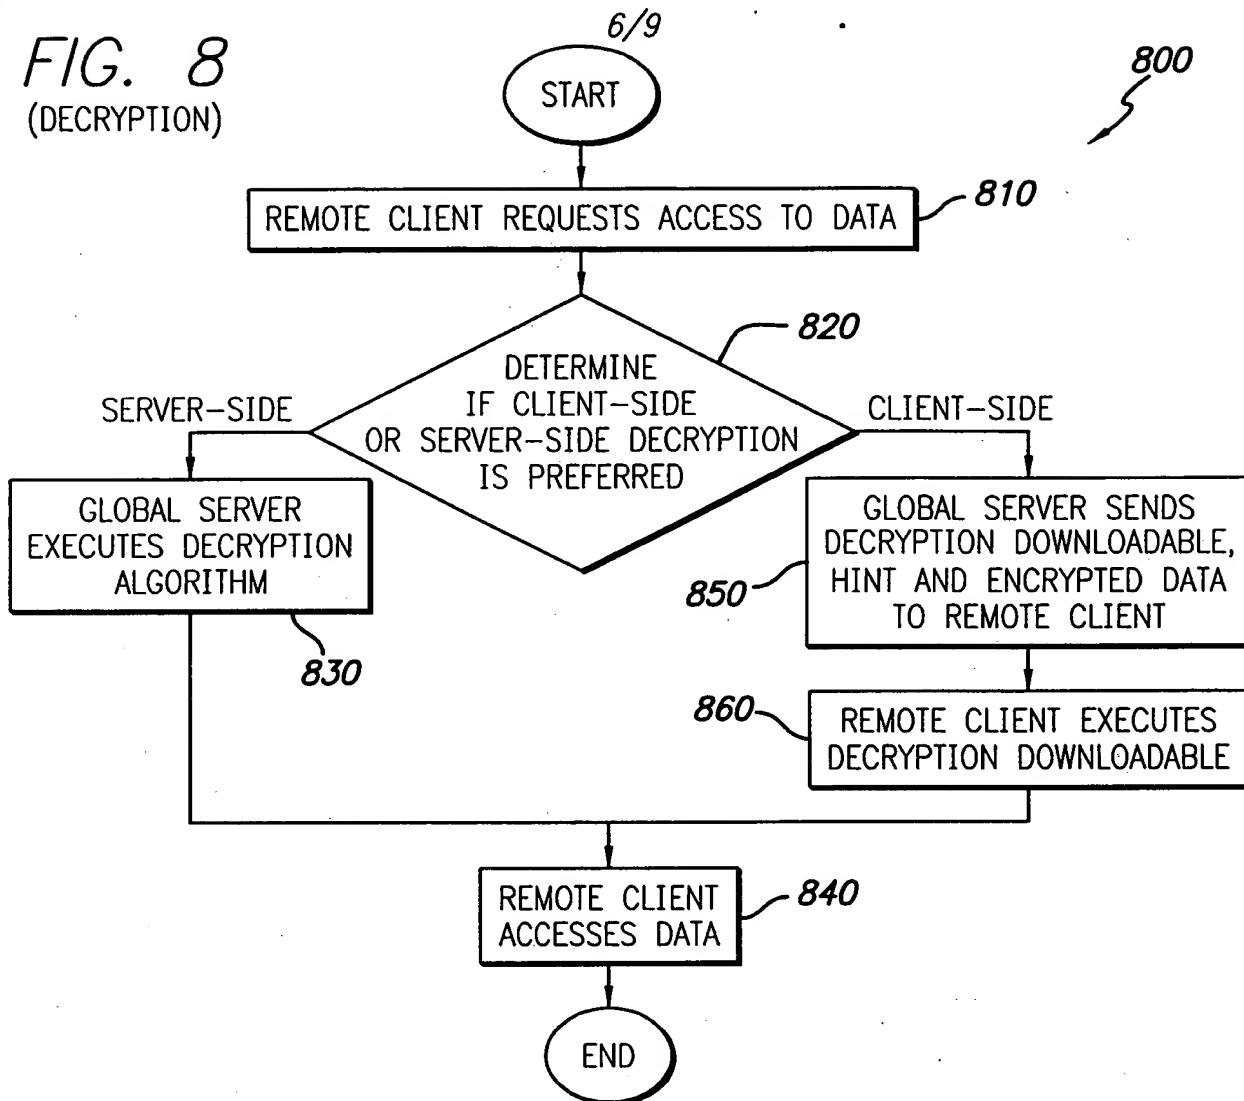 6/9
FIG. 8
(DECRYPTION)
800
START
REMOTE CLIENT REQUESTS ACCESS TO DATA
810
820
DETERMINE
IF CLIENT-SIDE
OR SERVER-SIDE DECRYPTION
IS PREFERRED
SERVER-SIDE
CLIENT-SIDE
GLOBAL SERVER
EXECUTES DECRYPTION
ALGORITHM
830
GLOBAL SERVER SENDS
DECRYPTION DOWNLOADABLE,
HINT AND ENCRYPTED DATA
TO REMOTE CLIENT
850
860
REMOTE CLIENT EXECUTES
DECRYPTION DOWNLOADABLE
REMOTE CLIENT
ACCESSES DATA
840
END